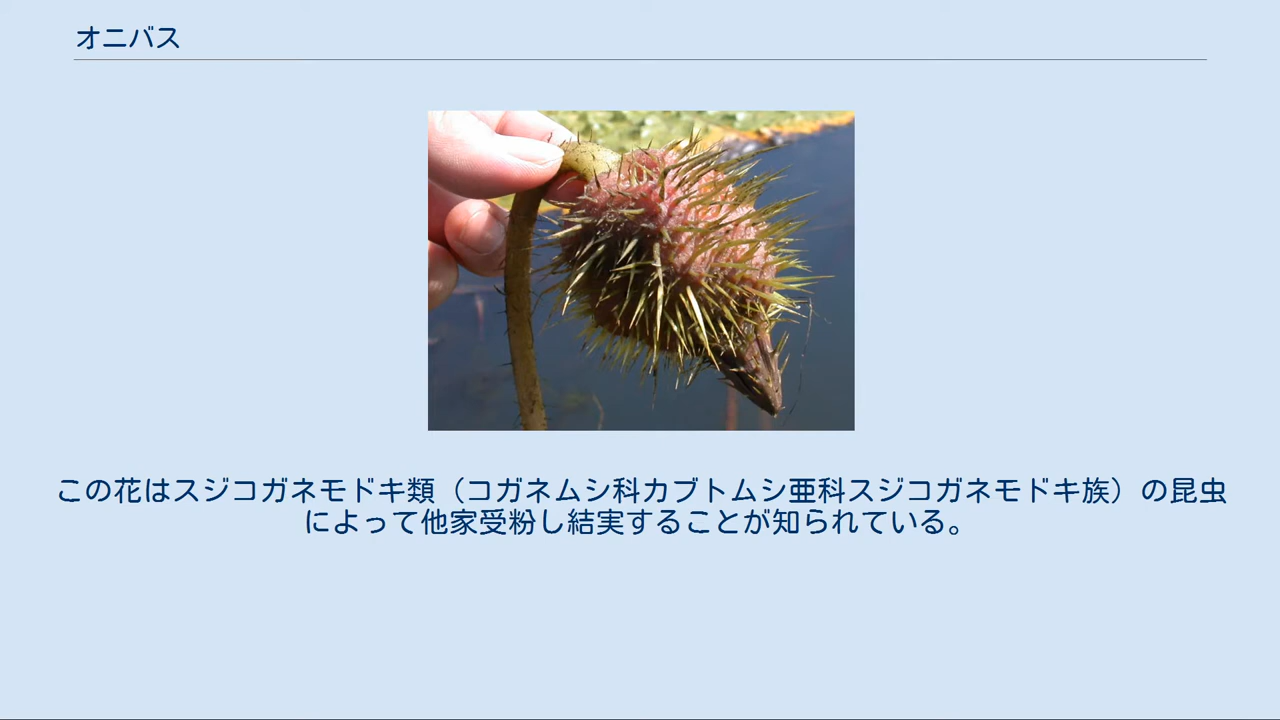 オニバス
この花はスジコガネモドキ類（コガネムシ科カブトムシ亜科スジコガネモドキ族）の昆虫
によって他家受粉し結実することが知られている。